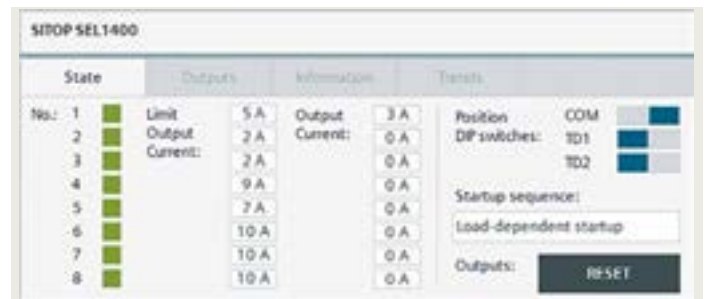 SITOP SEL1400
State Outputs Information Trends
No.: 1 Limit 5 A Output 3 A Position COM
2 Output 2 A Current: 0 A DIP switches: TD1
3 Current: 2 A 0 A TD2
4 9 A 0 A
5 7 A 0 A Startup sequence:
6 10 A 0 A Load-dependent startup
7 10 A 0 A
8 10 A 0 A Outputs: RESET